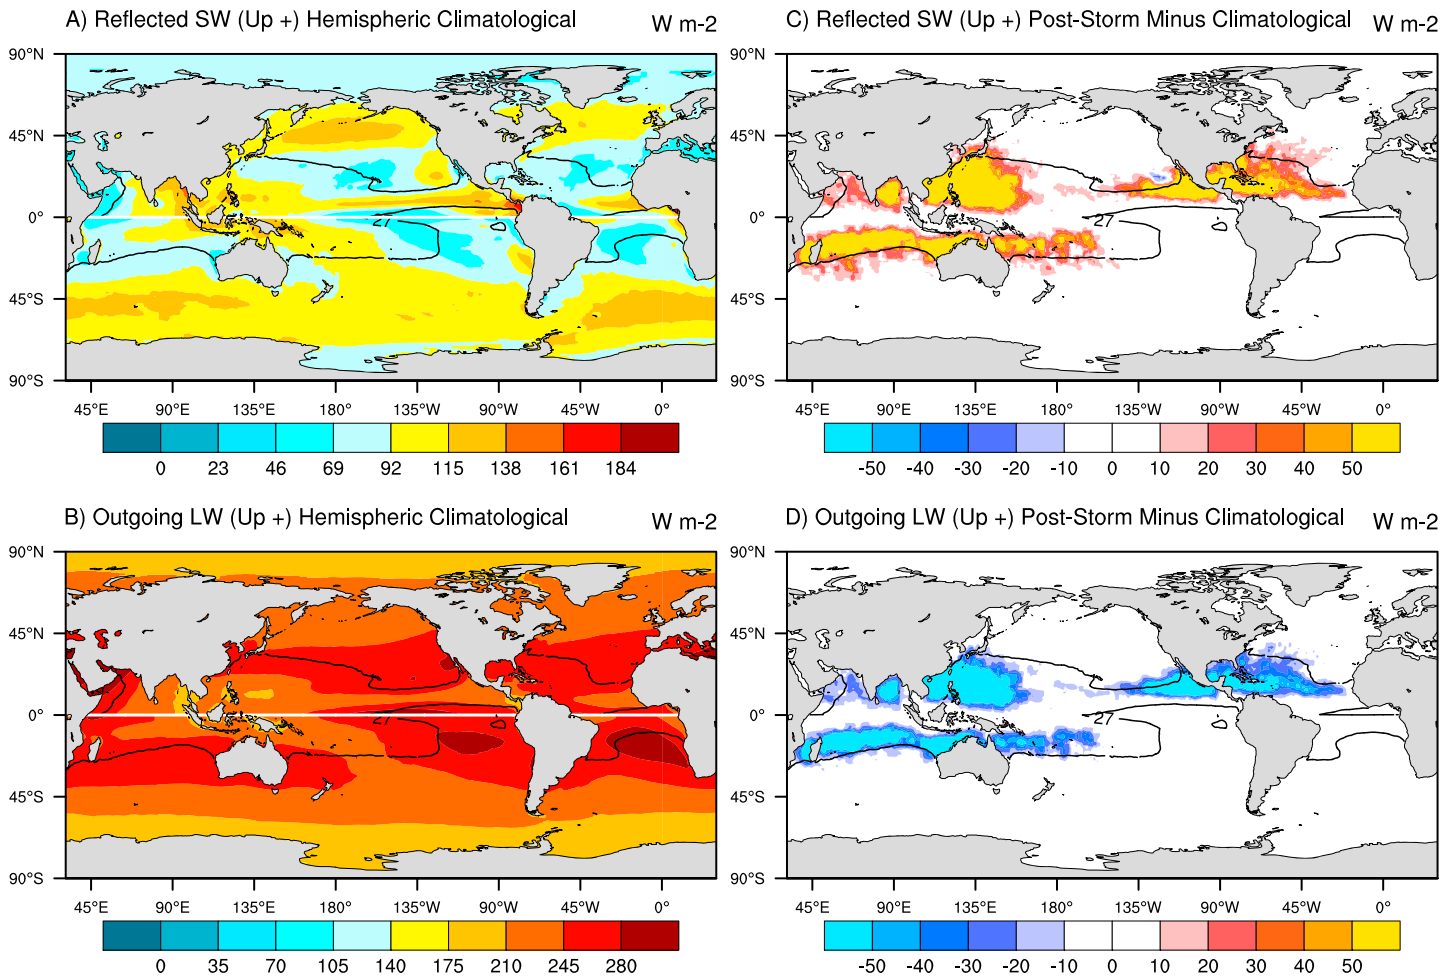 A) Reflected SW (Up +) Hemispheric Climatological W m-2
90°N
45°N
0°
45°S
90°S
27
45°E 90°E 135°E 180° 135°W 90°W 45°W 0°
0 23 46 69 92 115 138 161 184
C) Reflected SW (Up +) Post-Storm Minus Climatological W m-2
90°N
45°N
0°
45°S
90°S
27
45°E 90°E 135°E 180° 135°W 90°W 45°W 0°
-50 -40 -30 -20 -10 0 10 20 30 40 50
B) Outgoing LW (Up +) Hemispheric Climatological W m-2
90°N
45°N
0°
45°S
90°S
27
45°E 90°E 135°E 180° 135°W 90°W 45°W 0°
0 35 70 105 140 175 210 245 280
D) Outgoing LW (Up +) Post-Storm Minus Climatological W m-2
90°N
45°N
0°
45°S
90°S
27
45°E 90°E 135°E 180° 135°W 90°W 45°W 0°
-50 -40 -30 -20 -10 0 10 20 30 40 50